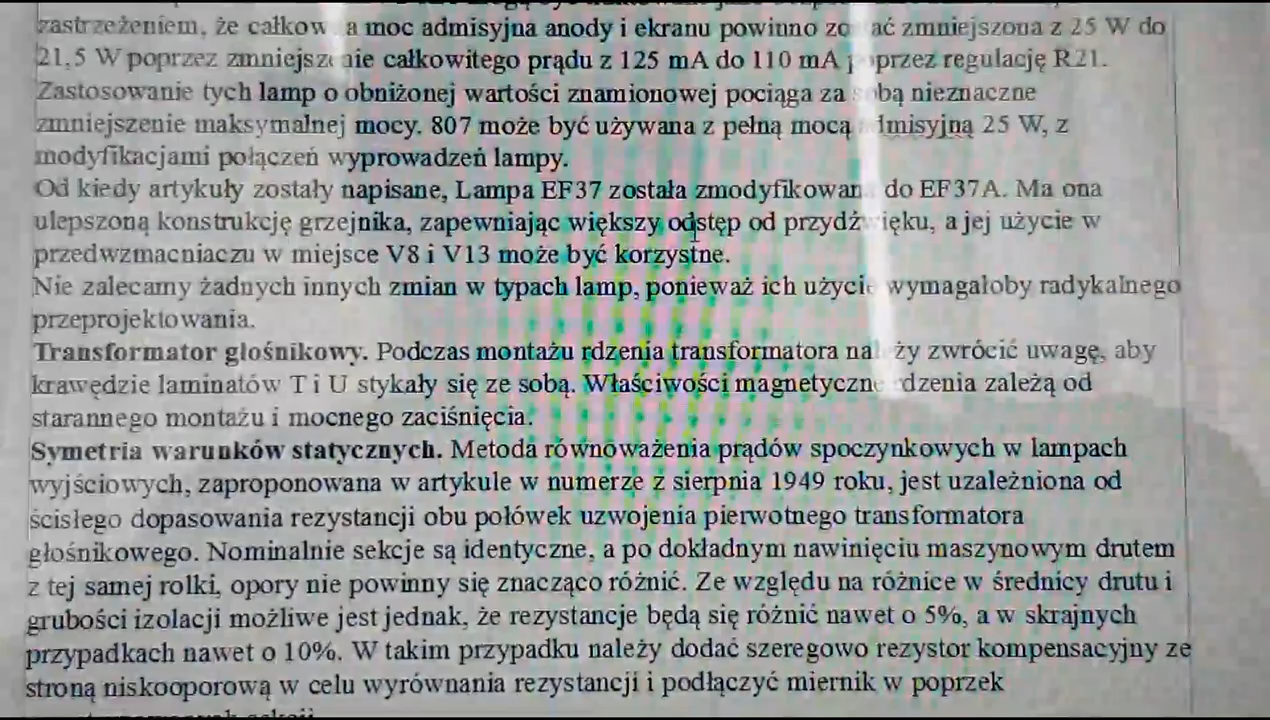 zastrzeżeniem, że całkow a moc admisyjna anody i ekranu powinno zo ać zmniejszona z 25 W do
21,5 W poprzez zmniejsz nie całkowitego prądu z 125 mA do 110 mA poprzez regulację R21.
Zastosowanie tych lamp o obniżonej wartości znamionowej pociąga za sobą nieznaczne
zmniejszenie maksymalnej mocy. 807 może być używana z pełną mocą admisyjną 25 W, z
modyfikacjami połączeń wyprowadzeń lampy.
Od kiedy artykuły zostały napisane, Lampa EF37 została zmodyfikowana do EF37A. Ma ona
ulepszoną konstrukcję grzejnika, zapewniając większy odstęp od przydźwięku, a jej użycie w
przedwzmacniaczu w miejsce V8 i V13 może być korzystne.
Nie zalecamy żadnych innych zmian w typach lamp, ponieważ ich użycie wymagałoby radykalnego
przeprojektowania.
Transformator głośnikowy. Podczas montażu rdzenia transformatora należy zwrócić uwagę, aby
krawędzie laminatów T i U stykały się ze sobą. Właściwości magnetyczne rdzenia zależą od
starannego montażu i mocnego zaciśnięcia.
Symetria warunków statycznych. Metoda równoważenia prądów spoczynkowych w lampach
wyjściowych, zaproponowana w artykule w numerze z sierpnia 1949 roku, jest uzależniona od
ścisłego dopasowania rezystancji obu połówek uzwojenia pierwotnego transformatora
głośnikowego. Nominalnie sekcje są identyczne, a po dokładnym nawinięciu maszynowym drutem
z tej samej rolki, opory nie powinny się znacząco różnić. Ze względu na różnice w średnicy drutu i
grubości izolacji możliwe jest jednak, że rezystancje będą się różnić nawet o 5%, a w skrajnych
przypadkach nawet o 10%. W takim przypadku należy dodać szeregowo rezystor kompensacyjny ze
stroną niskooporową w celu wyrównania rezystancji i podłączyć miernik w poprzek